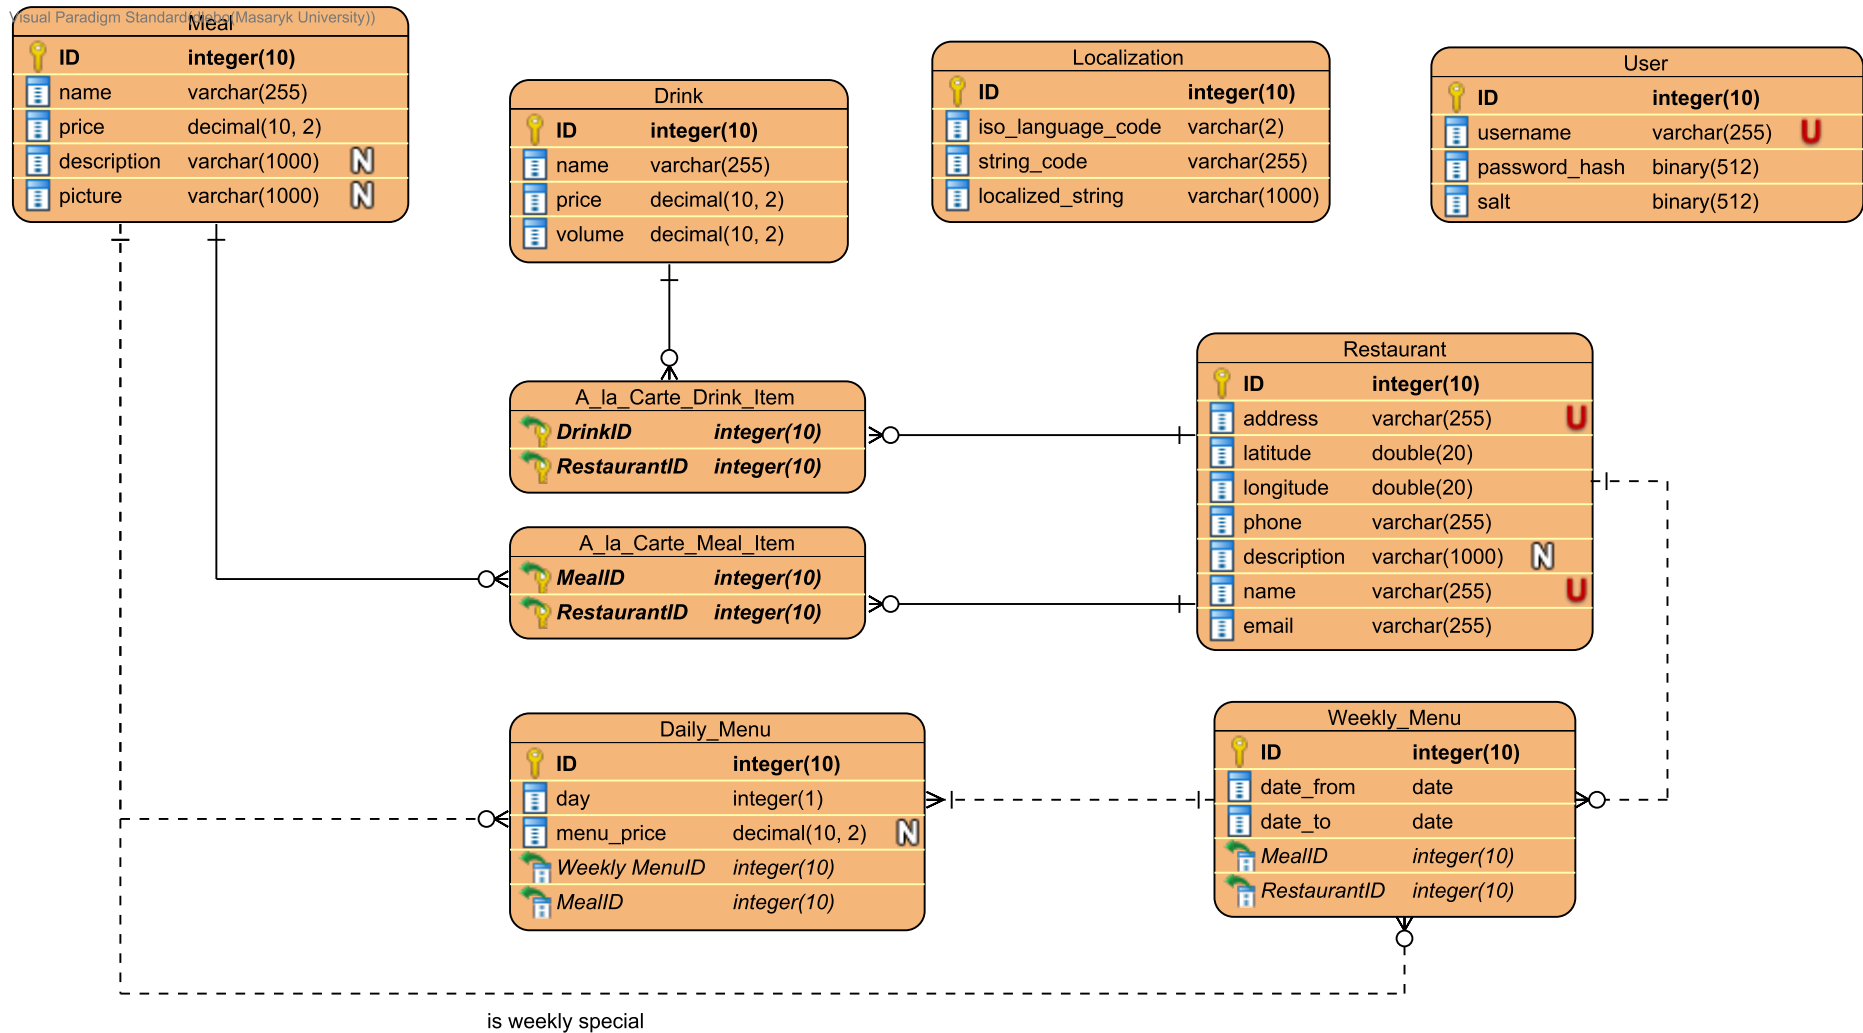 Visual Paradigm Standard(dlebo(Masaryk University))
Meal
ID integer(10)
name varchar(255)
price decimal(10, 2)
description varchar(1000) N
picture varchar(1000) N
Drink
ID integer(10)
name varchar(255)
price decimal(10, 2)
volume decimal(10, 2)
Localization
ID integer(10)
iso_language_code varchar(2)
string_code varchar(255)
localized_string varchar(1000)
User
ID integer(10)
username varchar(255) U
password_hash binary(512)
salt binary(512)
A_la_Carte_Drink_Item
DrinkID integer(10)
RestaurantID integer(10)
A_la_Carte_Meal_Item
MealID integer(10)
RestaurantID integer(10)
Restaurant
ID integer(10)
address varchar(255) U
latitude double(20)
longitude double(20)
phone varchar(255)
description varchar(1000) N
name varchar(255) U
email varchar(255)
Daily_Menu
ID integer(10)
day integer(1)
menu_price decimal(10, 2) N
Weekly MenuID integer(10)
MealID integer(10)
Weekly_Menu
ID integer(10)
date_from date
date_to date
MealID integer(10)
RestaurantID integer(10)
is weekly special